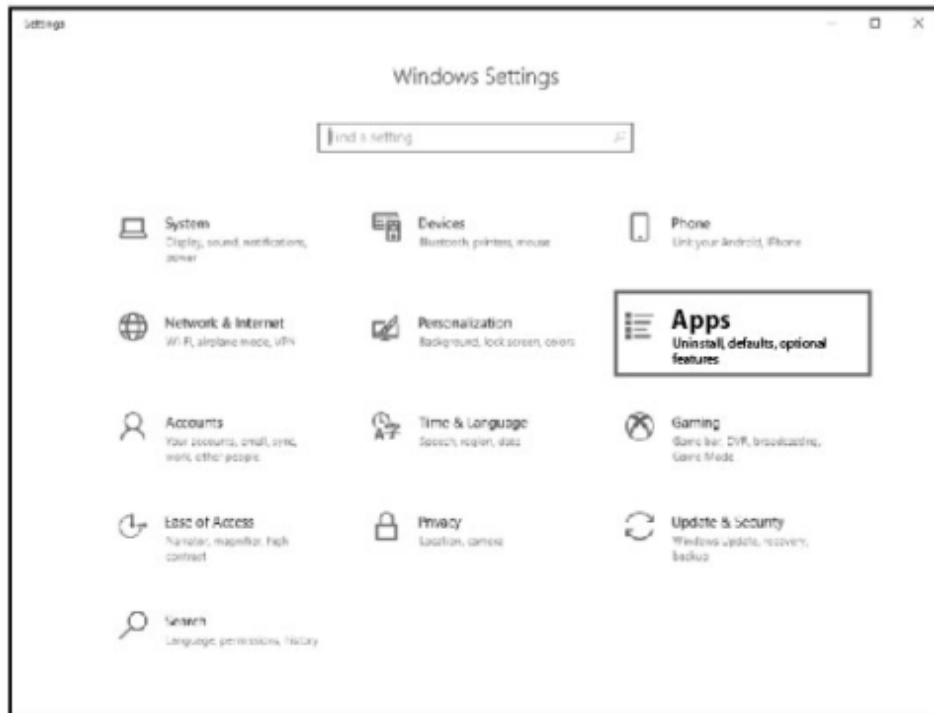 Settings
Windows Settings
Find a setting
System
Display, sound, notifications,
power
Devices
Bluetooth, printers, mouse
Phone
Link your Android, iPhone
Network & Internet
Wi-Fi, airplane mode, VPN
Personalization
Background, lock screen, colors
Apps
Uninstall, defaults, optional
features
Accounts
Your accounts, email, sync,
work, other people
Time & Language
Speech, region, date
Gaming
Game bar, DVR, broadcasting,
Game Mode
Ease of Access
Narrator, magnifier, high
contrast
Privacy
Location, camera
Update & Security
Windows Update, recovery,
backup
Search
Language, permissions, history